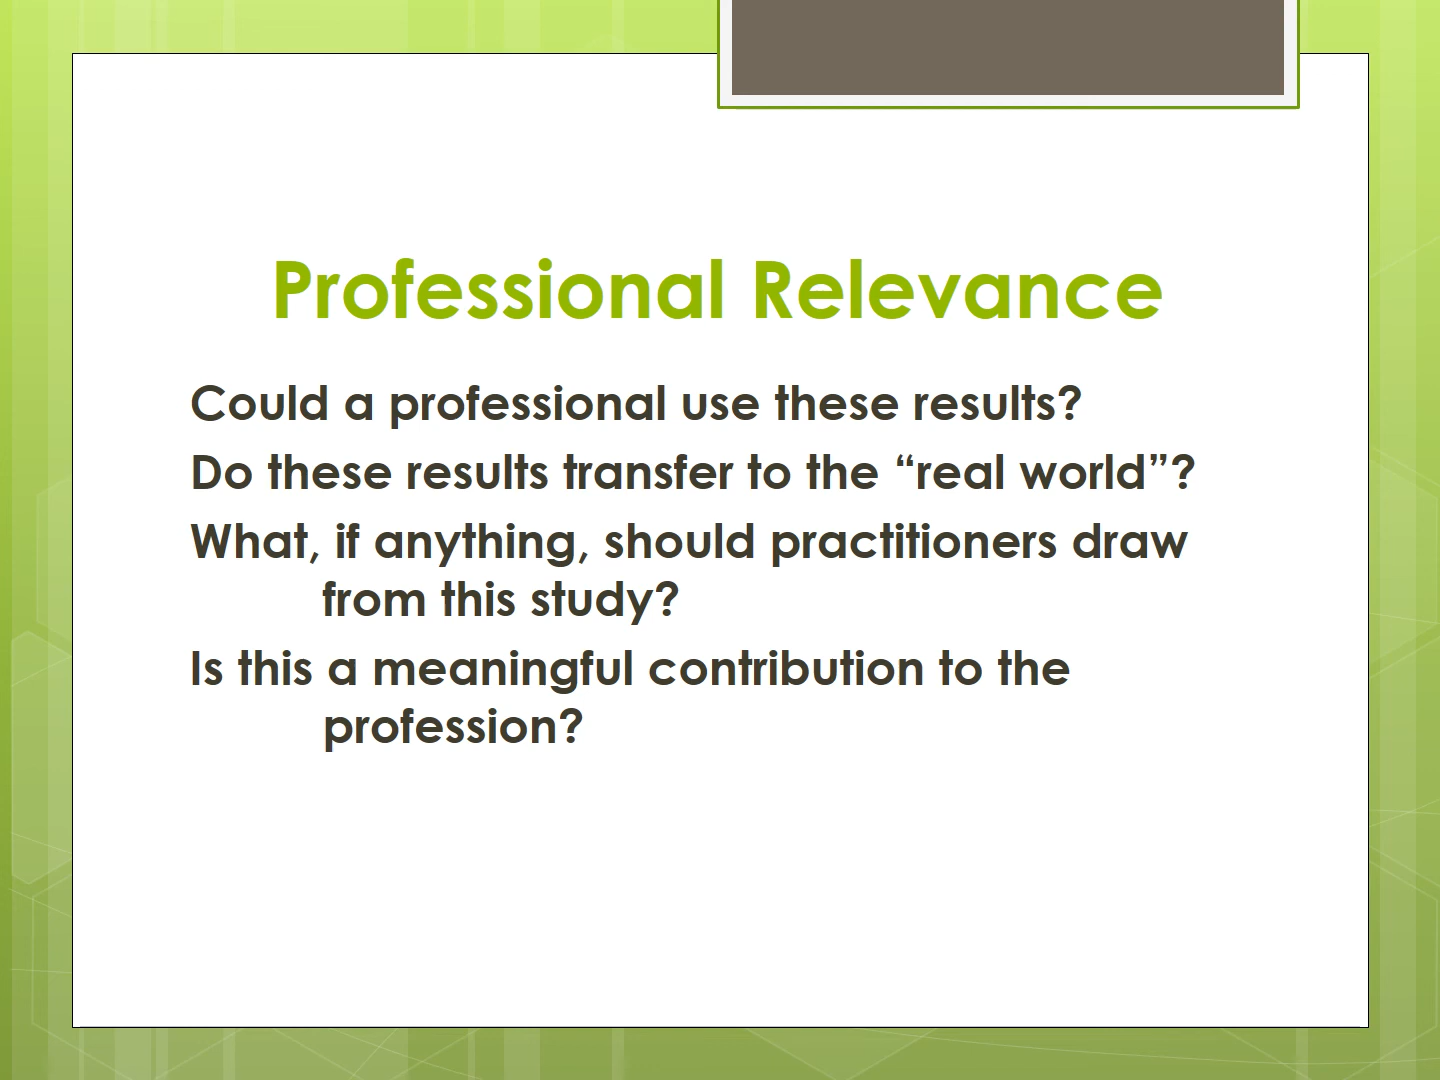 Professional Relevance
Could a professional use these results?
Do these results transfer to the “real world”?
What, if anything, should practitioners draw
from this study?
Is this a meaningful contribution to the
profession?